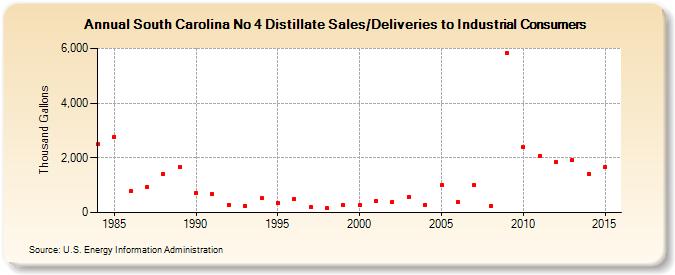 Annual South Carolina No 4 Distillate Sales/Deliveries to Industrial Consumers
Thousand Gallons
6,000
4,000
2,000
0
1985 1990 1995 2000 2005 2010 2015
Source: U.S. Energy Information Administration